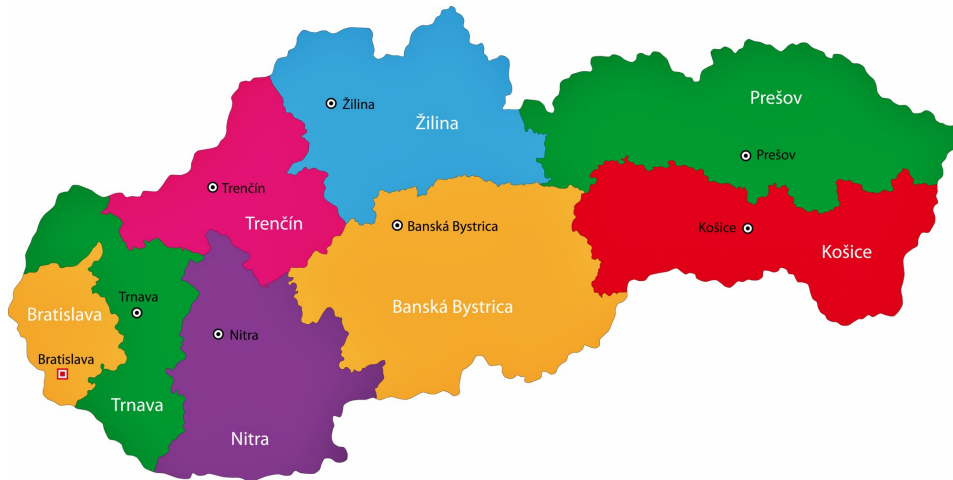 Prešov
Žilina
Žilina
Prešov
Trenčín
Trenčín
Banská Bystrica
Košice
Košice
Trnava
Bratislava
Banská Bystrica
Nitra
Bratislava
Trnava
Nitra